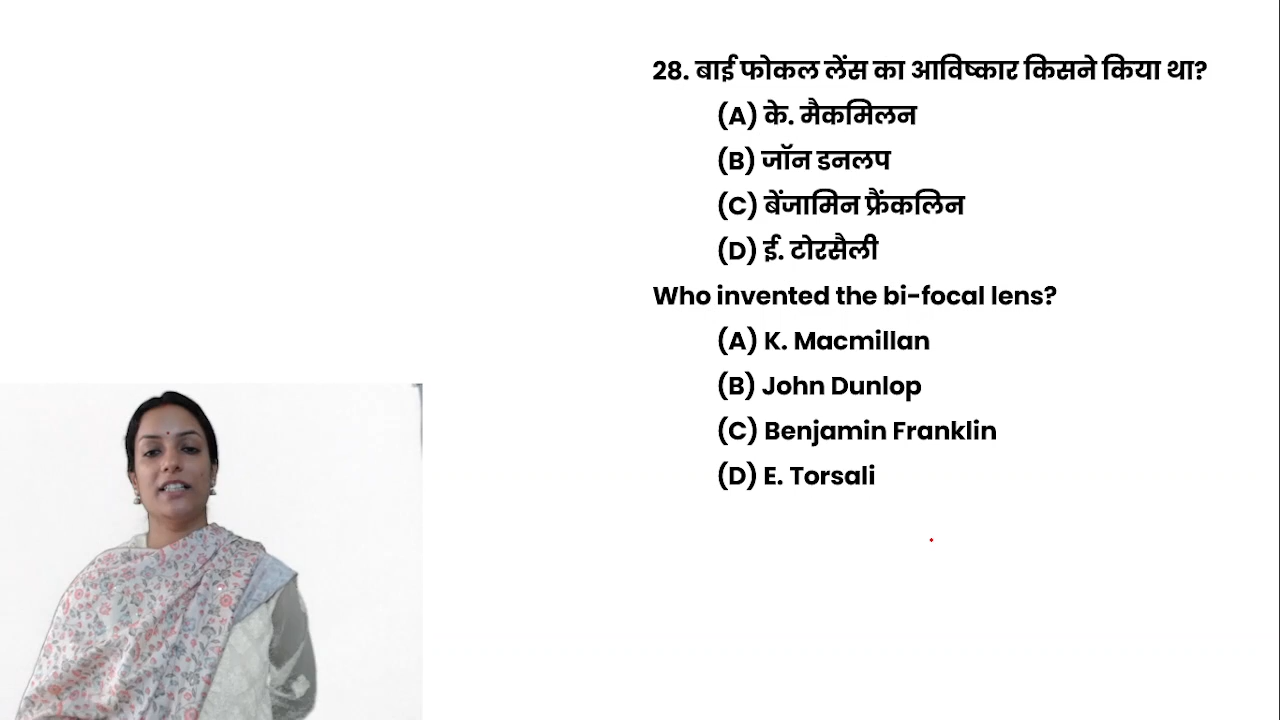 28. बाई फोकल लेंस का आविष्कार किसने किया था?
(A) के. मैकमिलन
(B) जॉन डनलप
(C) बेंजामिन फ्रैंकलिन
(D) ई. टोरसैली
Who invented the bi-focal lens?
(A) K. Macmillan
(B) John Dunlop
(C) Benjamin Franklin
(D) E. Torsali